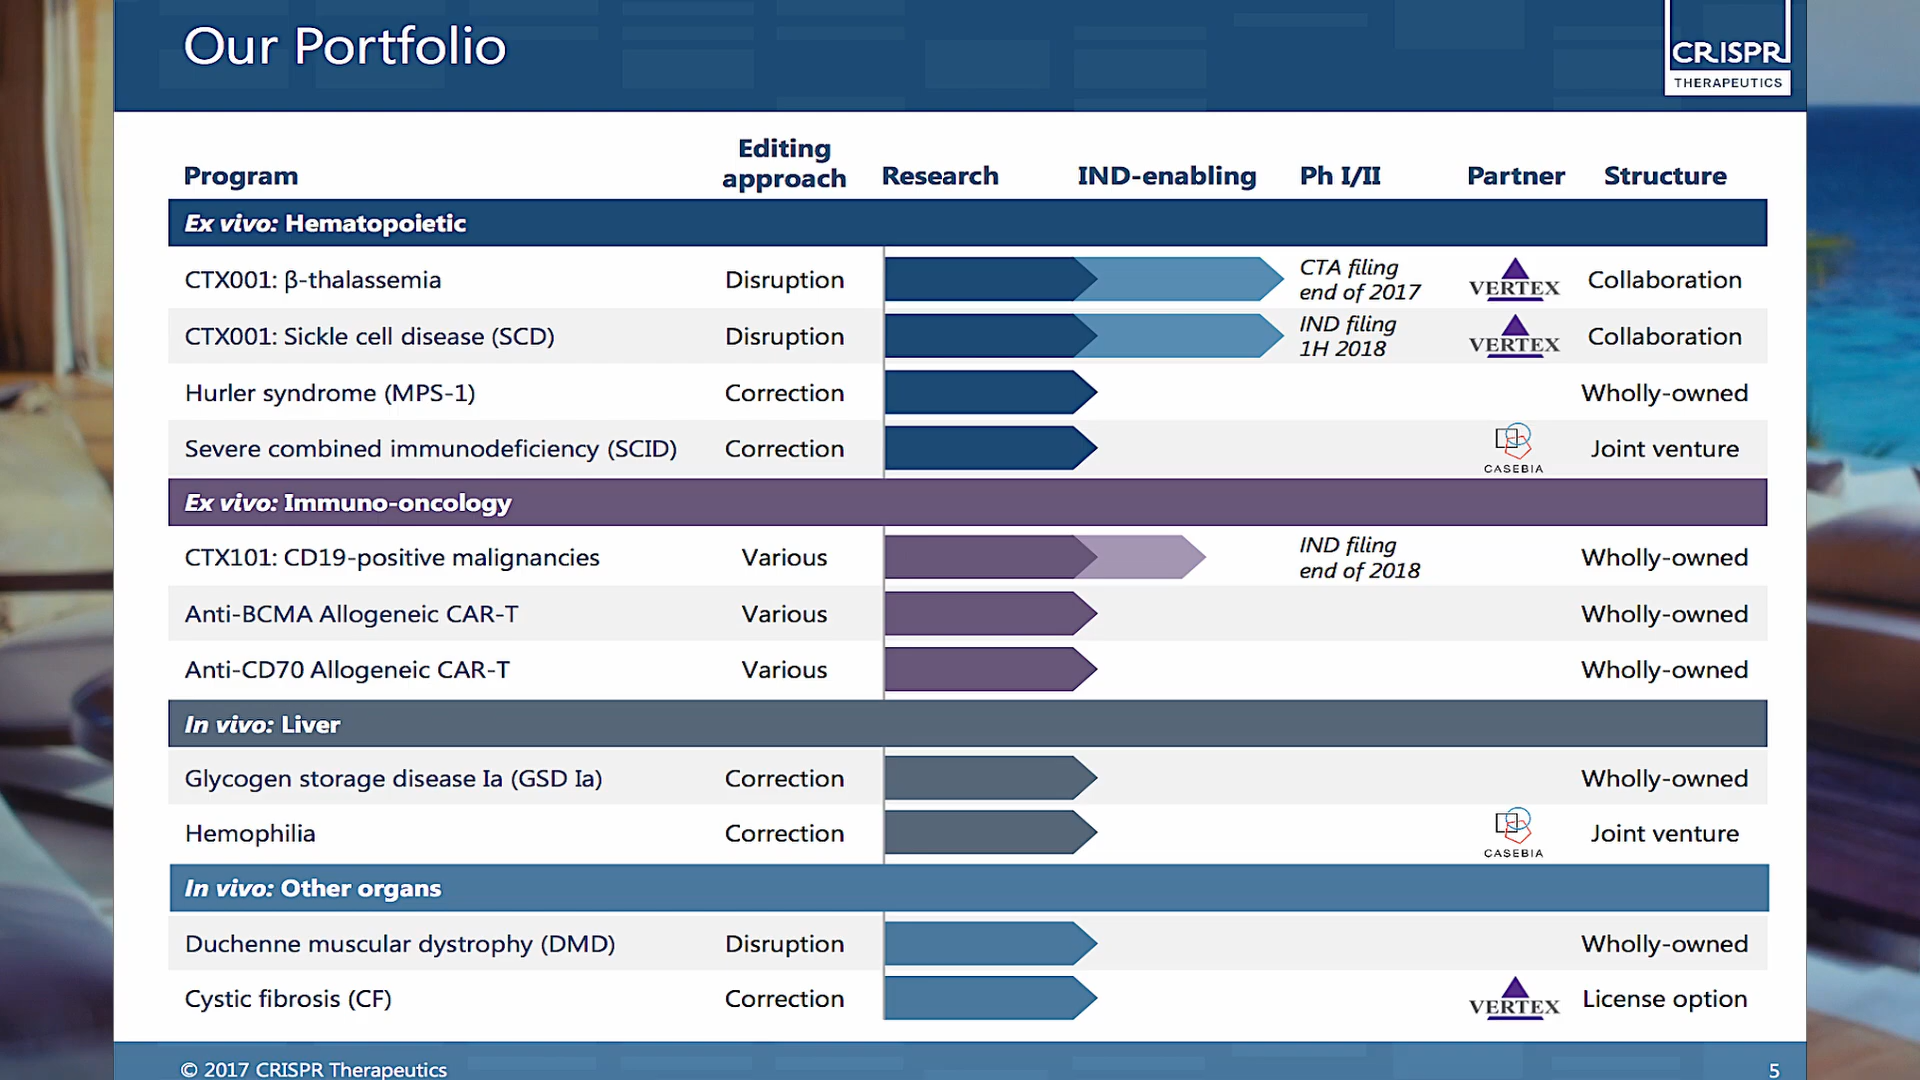 Our Portfolio
CRISPR
THERAPEUTICS
Program
Editing approach
Research
IND-enabling
Ph I/II
Partner
Structure
Ex vivo: Hematopoietic
CTX001: β-thalassemia
Disruption
CTA filing
end of 2017
VERTEX
Collaboration
CTX001: Sickle cell disease (SCD)
Disruption
IND filing
1H 2018
VERTEX
Collaboration
Hurler syndrome (MPS-1)
Correction
Wholly-owned
Severe combined immunodeficiency (SCID)
Correction
CASEBIA
Joint venture
Ex vivo: Immuno-oncology
CTX101: CD19-positive malignancies
Various
IND filing
end of 2018
Wholly-owned
Anti-BCMA Allogeneic CAR-T
Various
Wholly-owned
Anti-CD70 Allogeneic CAR-T
Various
Wholly-owned
In vivo: Liver
Glycogen storage disease Ia (GSD Ia)
Correction
Wholly-owned
Hemophilia
Correction
CASEBIA
Joint venture
In vivo: Other organs
Duchenne muscular dystrophy (DMD)
Disruption
Wholly-owned
Cystic fibrosis (CF)
Correction
VERTEX
License option
© 2017 CRISPR Therapeutics
5